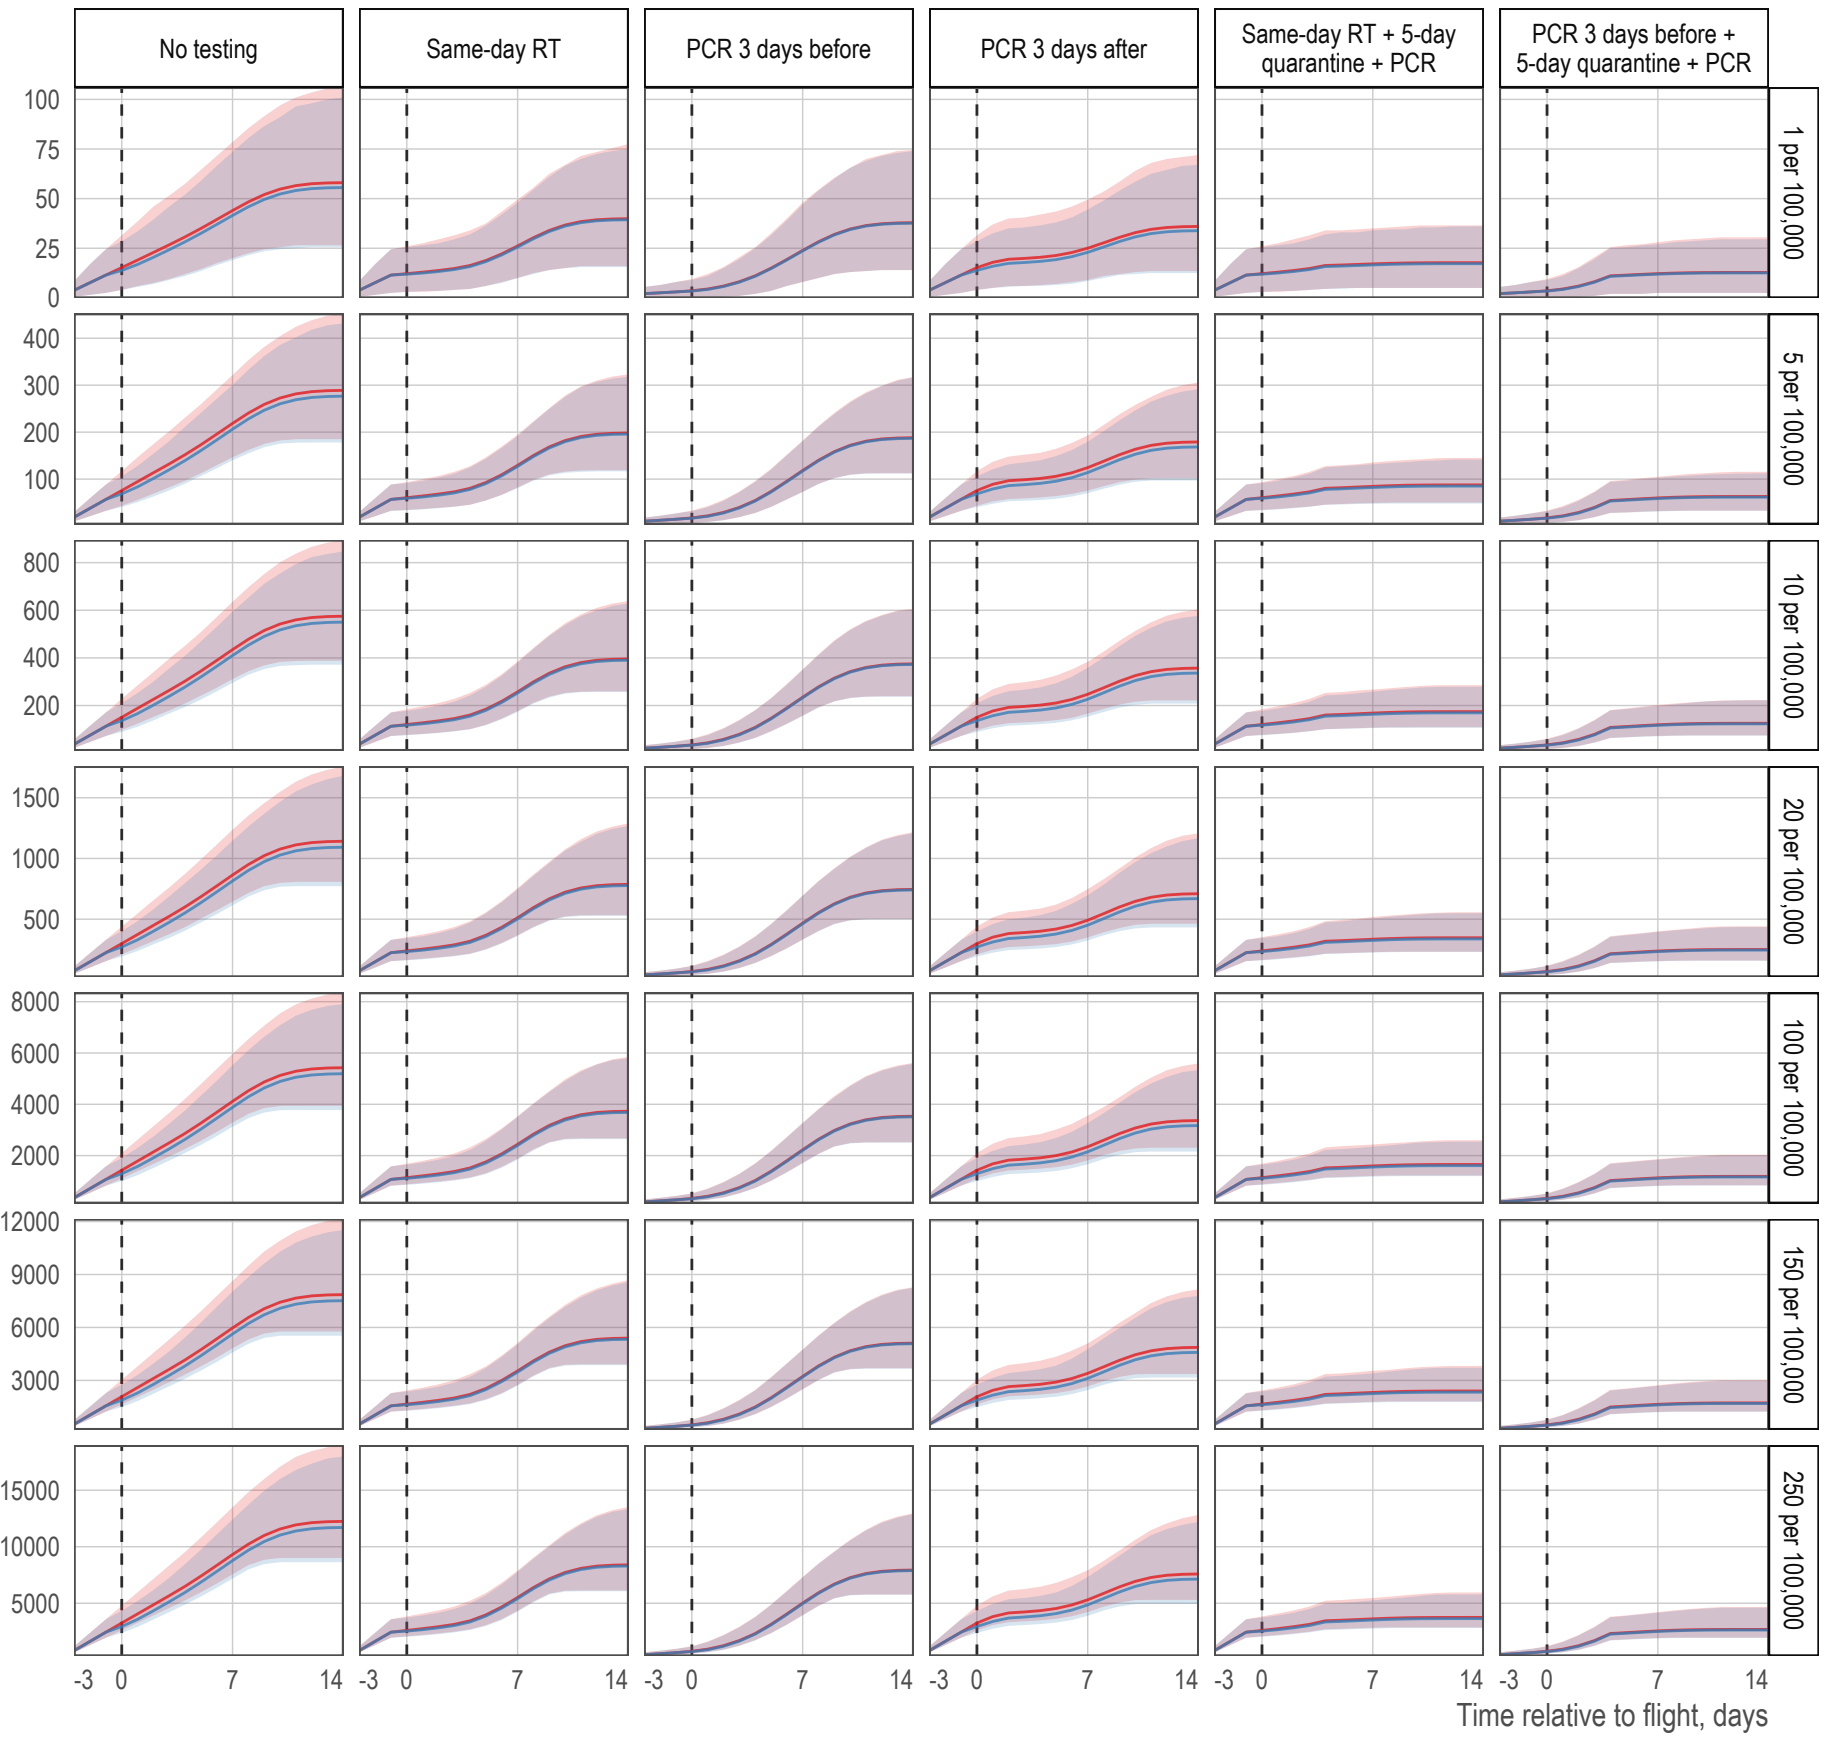 No testing
Same-day RT
PCR 3 days before
PCR 3 days after
Same-day RT + 5-day
quarantine + PCR
PCR 3 days before +
5-day quarantine + PCR
100
75
50
25
0
1 per 100,000
400
300
200
100
5 per 100,000
800
600
400
200
10 per 100,000
1500
1000
500
20 per 100,000
8000
6000
4000
2000
100 per 100,000
12000
9000
6000
3000
150 per 100,000
15000
10000
5000
250 per 100,000
-3 0 7 14
-3 0 7 14
-3 0 7 14
-3 0 7 14
-3 0 7 14
-3 0 7 14
Time relative to flight, days